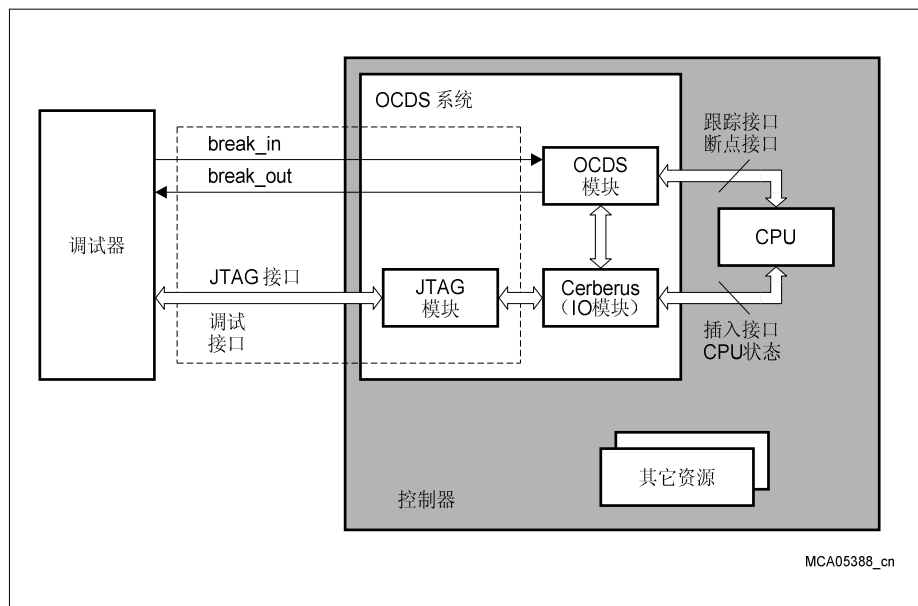 OCDS 系统
跟踪接口
断点接口
break_in
OCDS
模块
break_out
调试器
CPU
JTAG 接口
JTAG
模块
Cerberus
（IO模块）
调试
接口
插入接口
CPU状态
其它资源
控制器
MCA05388_cn